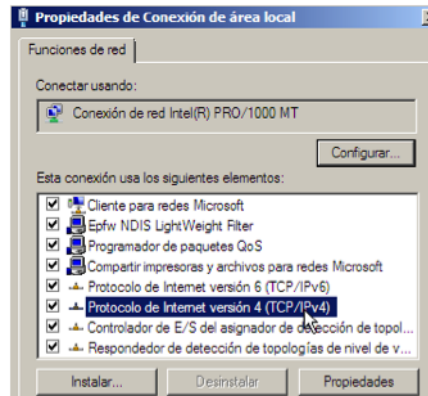 Propiedades de Conexión de área local
Funciones de red
Conectar usando:
Conexión de red Intel(R) PRO/1000 MT
Configurar...
Esta conexión usa los siguientes elementos:
Cliente para redes Microsoft
Epfw NDIS LightWeight Filter
Programador de paquetes QoS
Compartir impresoras y archivos para redes Microsoft
Protocolo de Internet versión 6 (TCP/IPv6)
Protocolo de Internet versión 4 (TCP/IPv4)
Controlador de E/S del asignador de detección de topol...
Respondedor de detección de topologías de nivel de v...
Instalar... Desinstalar Propiedades